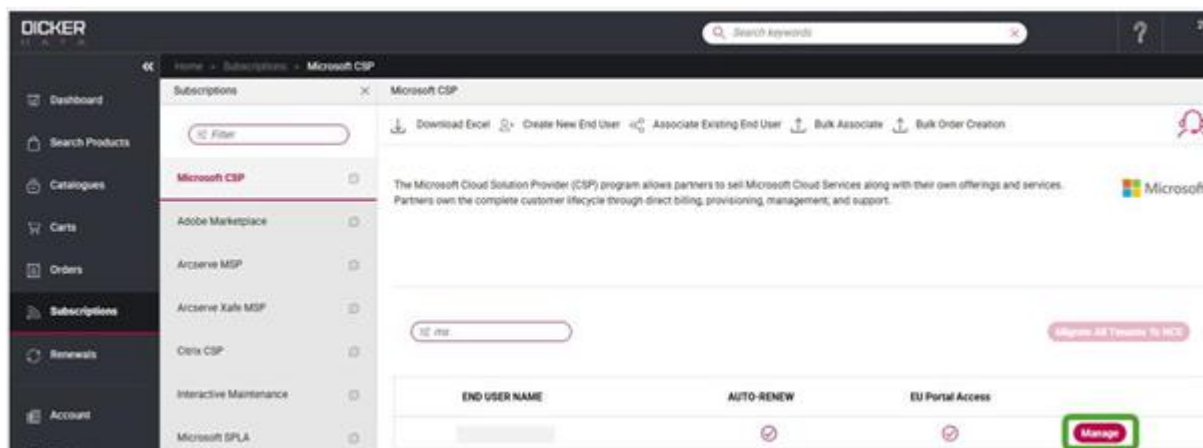 DICKER
DATA
Search keywords
?
Home > Subscriptions > Microsoft CSP
Dashboard
Search Products
Catalogues
Carts
Orders
Subscriptions
Renewals
Account
Subscriptions
Filter
Microsoft CSP
Adobe Marketplace
Arcserve MSP
Arcserve Xafe MSP
Citrix CSP
Interactive Maintenance
Microsoft SPLA
Microsoft CSP
Download Excel Create New End User Associate Existing End User Bulk Associate Bulk Order Creation
The Microsoft Cloud Solution Provider (CSP) program allows partners to sell Microsoft Cloud Services along with their own offerings and services.
Partners own the complete customer lifecycle through direct billing, provisioning, management, and support.
Microsoft
Migrate All Tenants To NCE
END USER NAME AUTO-RENEW EU Portal Access
Manage